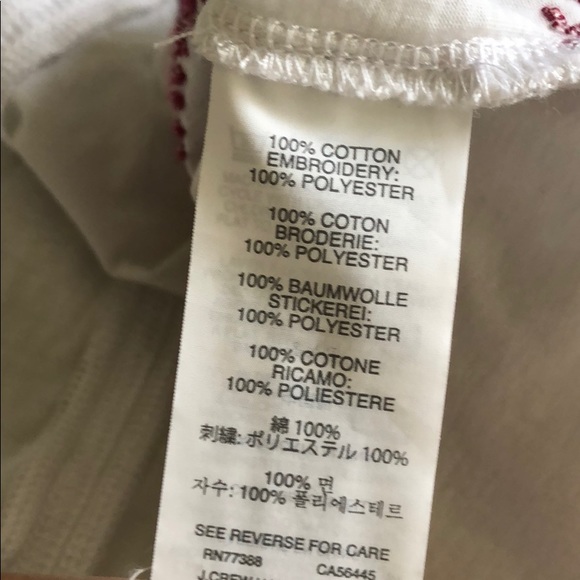 100% COTTON
EMBROIDERY:
100% POLYESTER
100% COTON
BRODERIE:
100% POLYESTER
100% BAUMWOLLE
STICKEREI:
100% POLYESTER
100% COTONE
RICAMO:
100% POLIESTERE
綿 100%
刺繍: ポリエステル 100%
100% 면
자수: 100% 폴리에스테르
SEE REVERSE FOR CARE
RN77388 CA56445